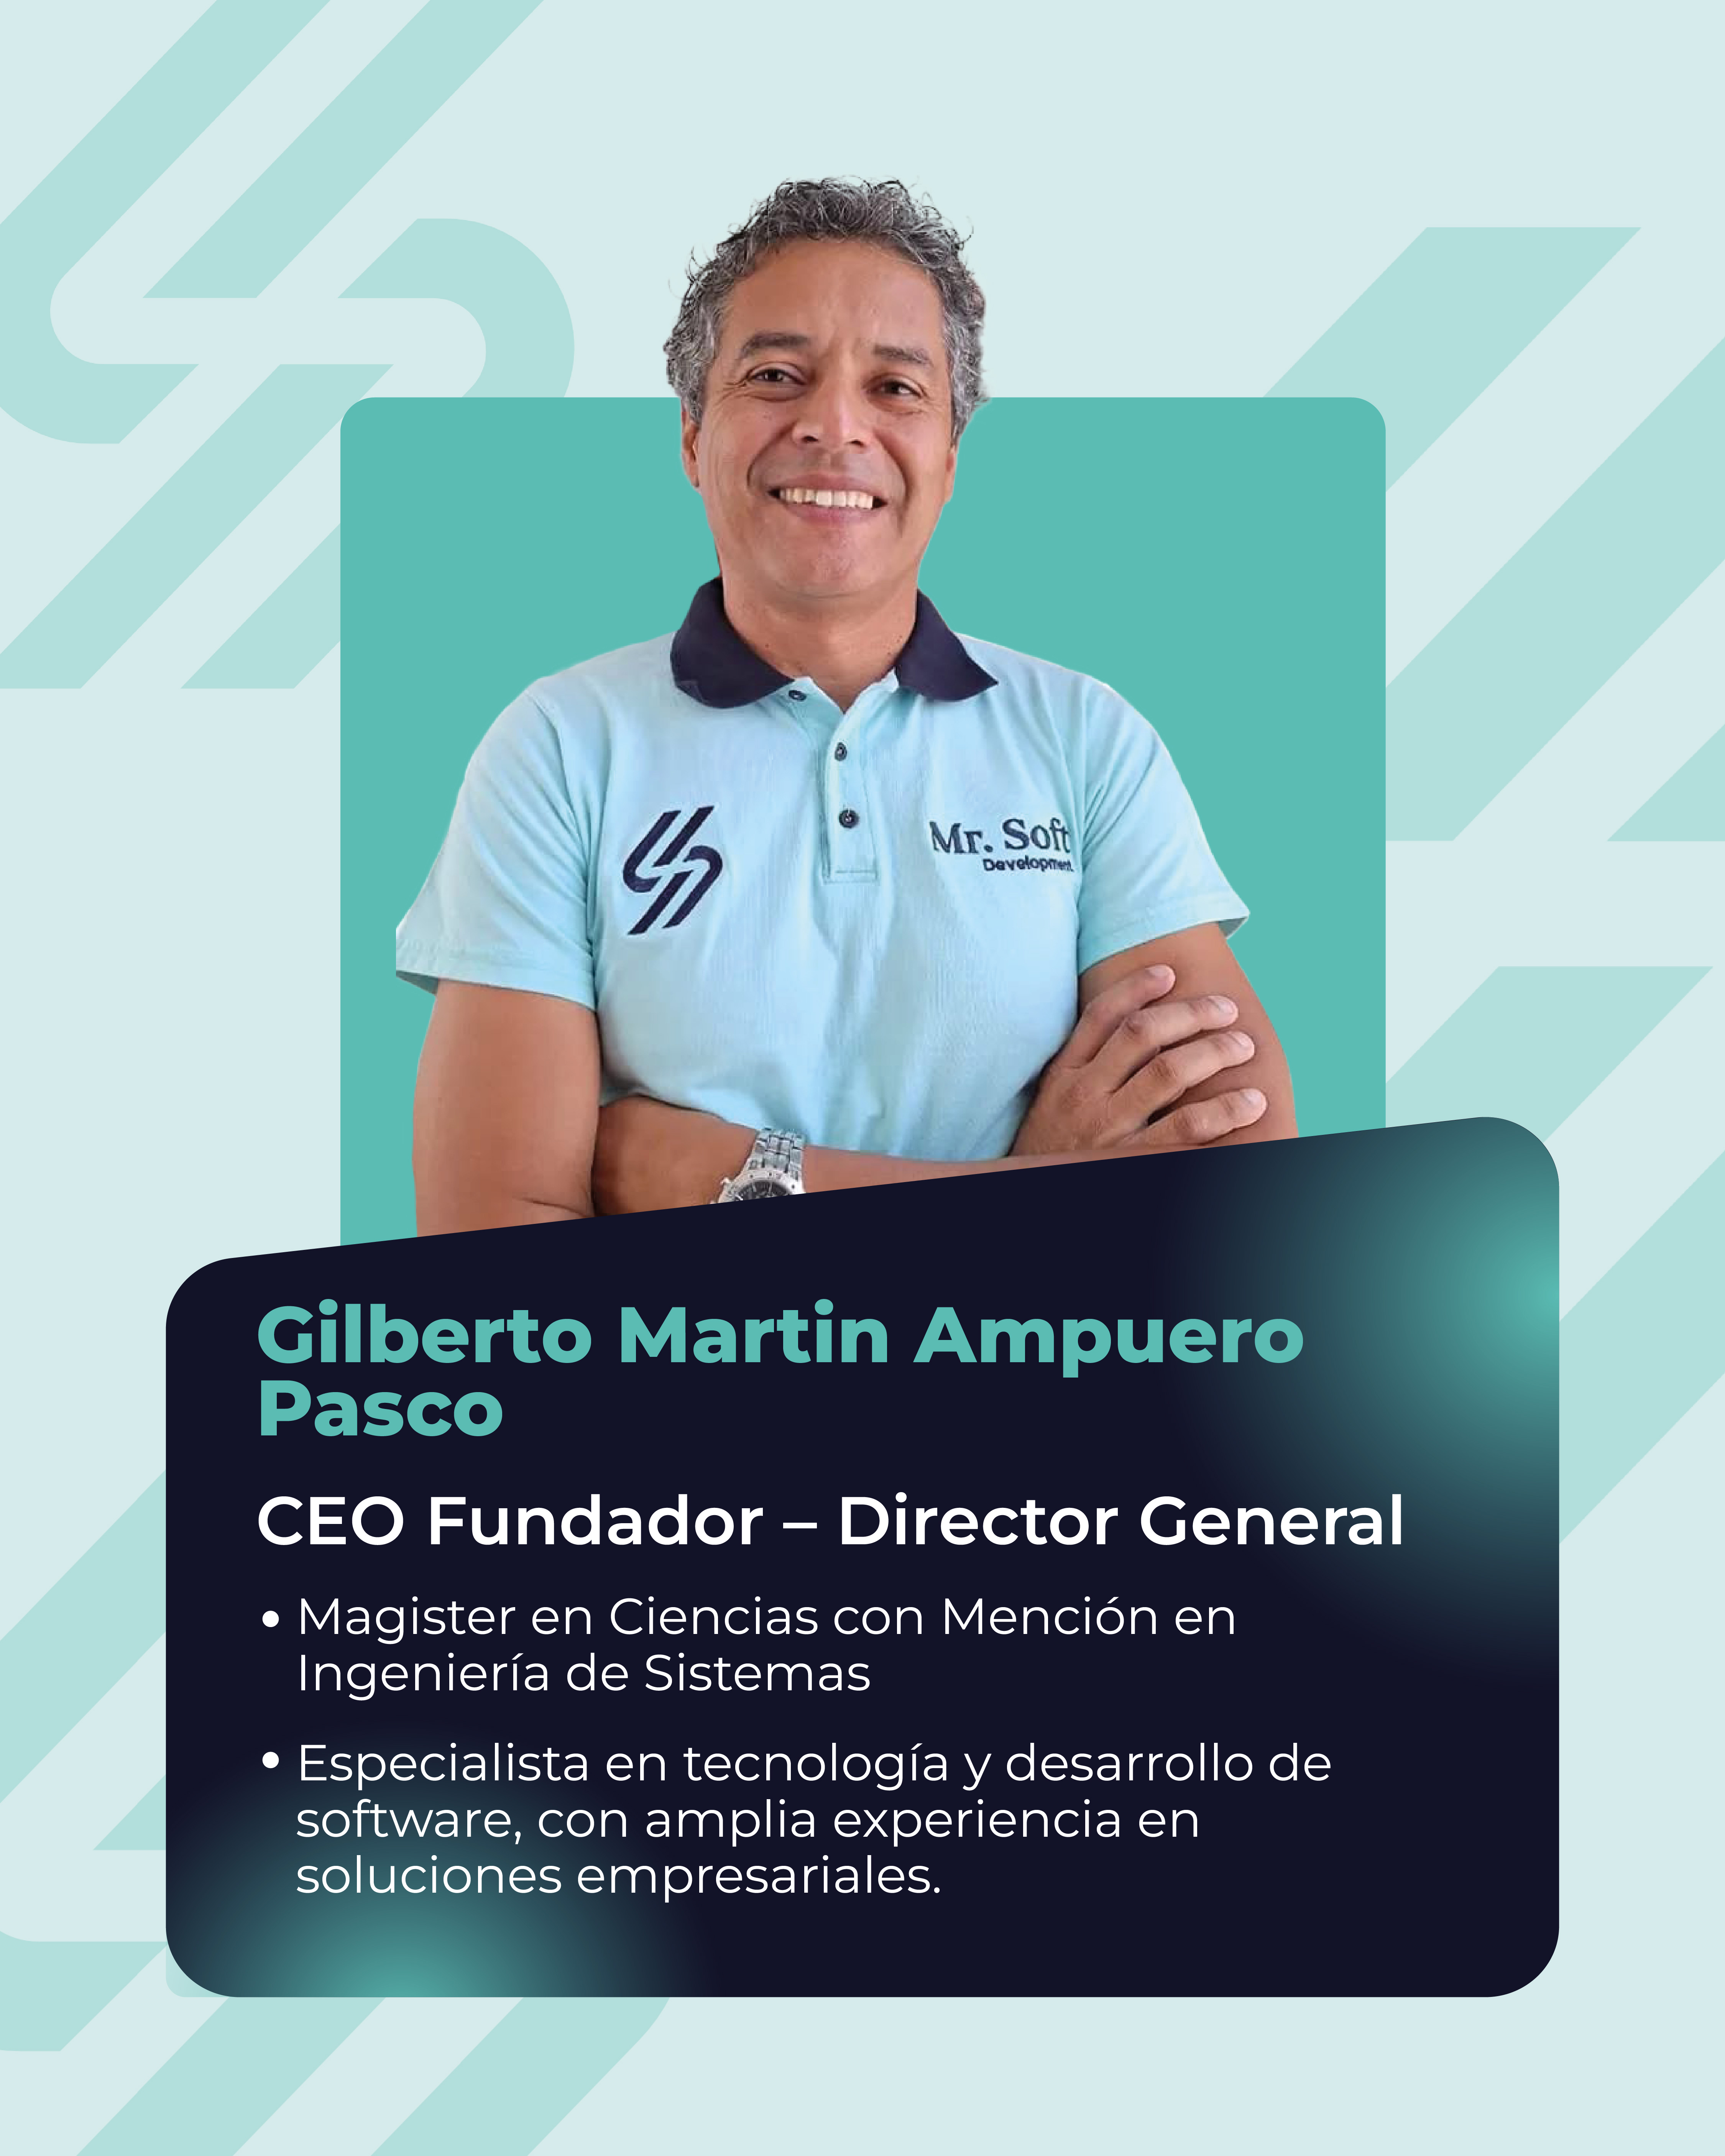 Mr. Soft
Development
Gilberto Martin Ampuero
Pasco
CEO Fundador – Director General
• Magister en Ciencias con Mención en
Ingeniería de Sistemas
• Especialista en tecnología y desarrollo de
software, con amplia experiencia en
soluciones empresariales.